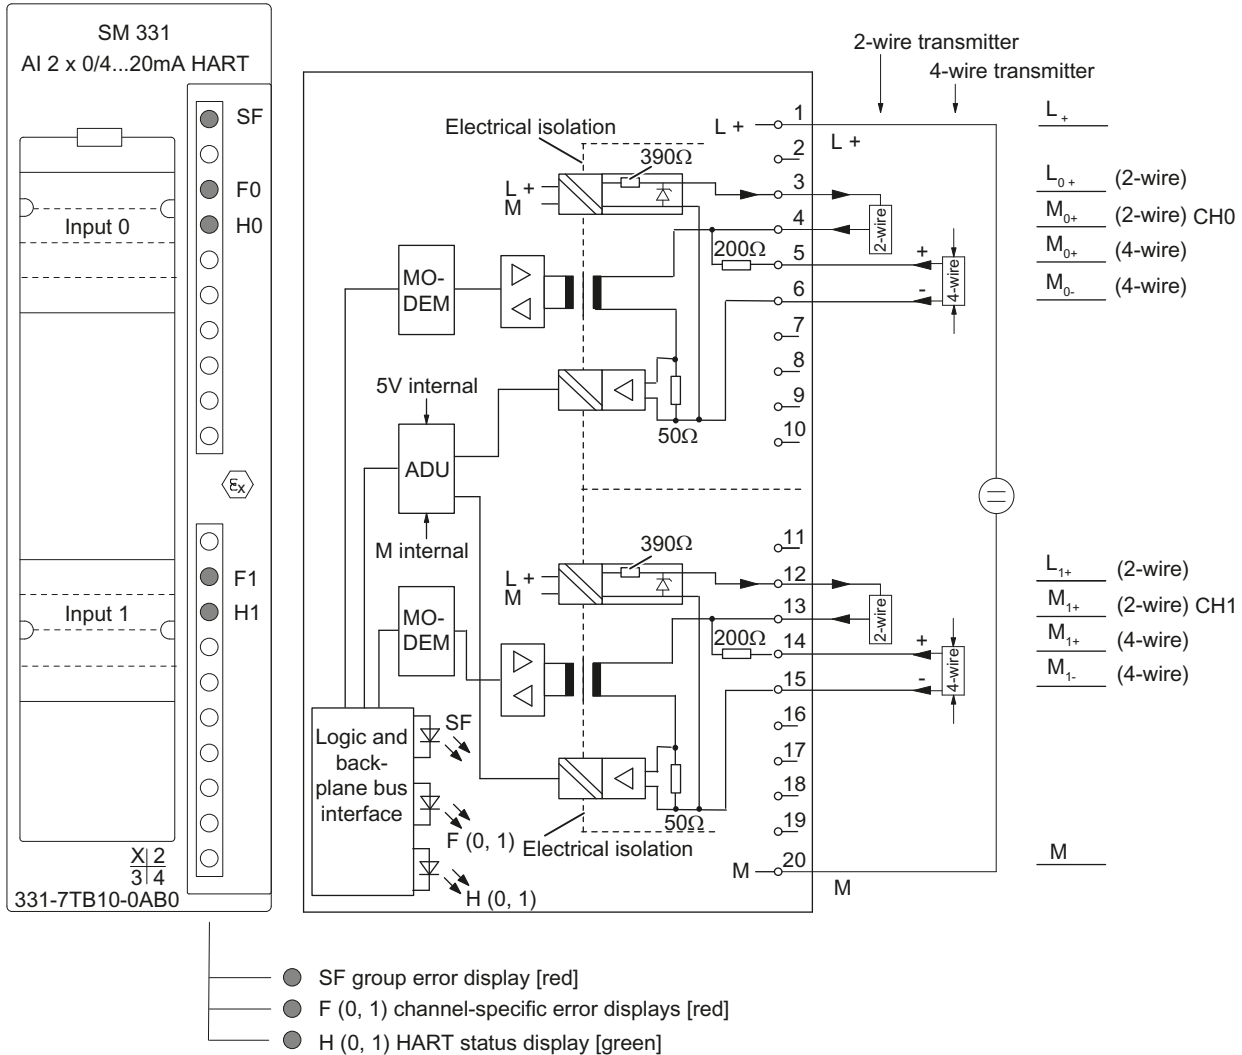 SM 331
AI 2 x 0/4...20mA HART
SF
F0
H0
Input 0
Ex
F1
H1
Input 1
X 2
3 4
331-7TB10-0AB0
2-wire transmitter
4-wire transmitter
Electrical isolation
390Ω
L +
M
L +
1
L +
2
3
4
200Ω
5
6
7
8
9
10
2-wire
+
4-wire
-
MO-
DEM
5V internal
ADU
M internal
50Ω
390Ω
L +
M
11
12
13
200Ω
14
15
16
17
18
19
M
20
M
2-wire
+
4-wire
-
MO-
DEM
50Ω
Electrical isolation
Logic and
back-
plane bus
interface
SF
F (0, 1)
H (0, 1)
L+
L0+ (2-wire)
M0+ (2-wire) CH0
M0+ (4-wire)
M0- (4-wire)
L1+ (2-wire)
M1+ (2-wire) CH1
M1+ (4-wire)
M1- (4-wire)
M
SF group error display [red]
F (0, 1) channel-specific error displays [red]
H (0, 1) HART status display [green]